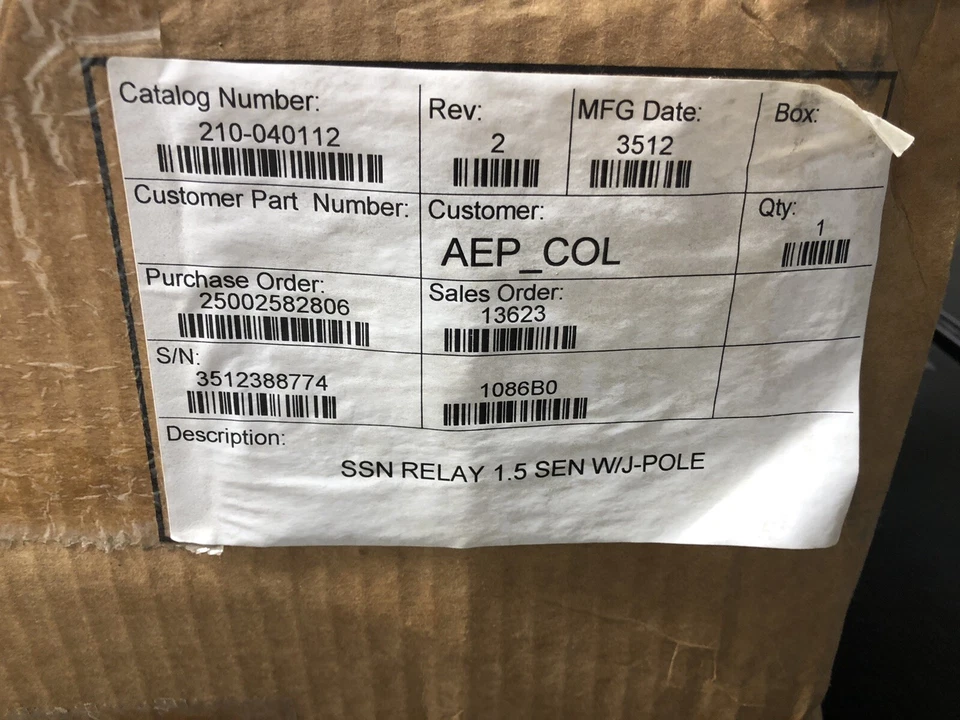 Catalog Number:
210-040112
Rev:
2
MFG Date:
3512
Box:
Customer Part Number:
Customer:
AEP_COL
Qty:
1
Purchase Order:
25002582806
Sales Order:
13623
S/N:
3512388774
1086B0
Description:
SSN RELAY 1.5 SEN W/J-POLE